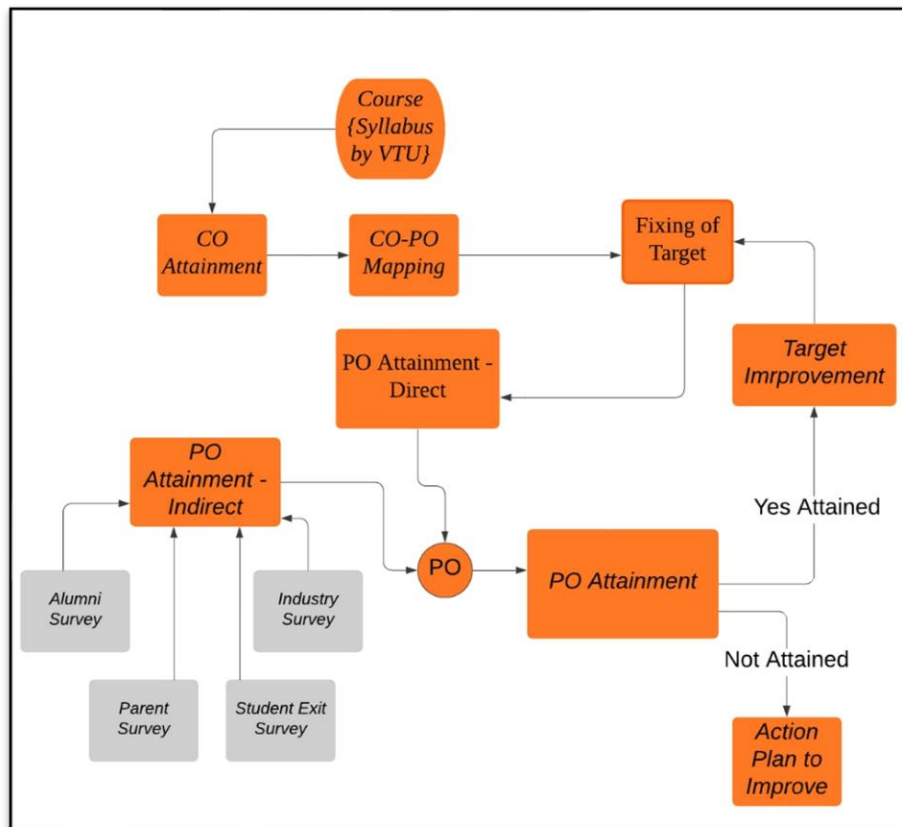 Course
{Syllabus
by VTU}
CO
Attainment
CO-PO
Mapping
Fixing of
Target
PO Attainment -
Direct
Target
Imrprovement
PO
Attainment -
Indirect
Yes Attained
PO
PO Attainment
Alumni
Survey
Industry
Survey
Not Attained
Parent
Survey
Student Exit
Survey
Action
Plan to
Improve